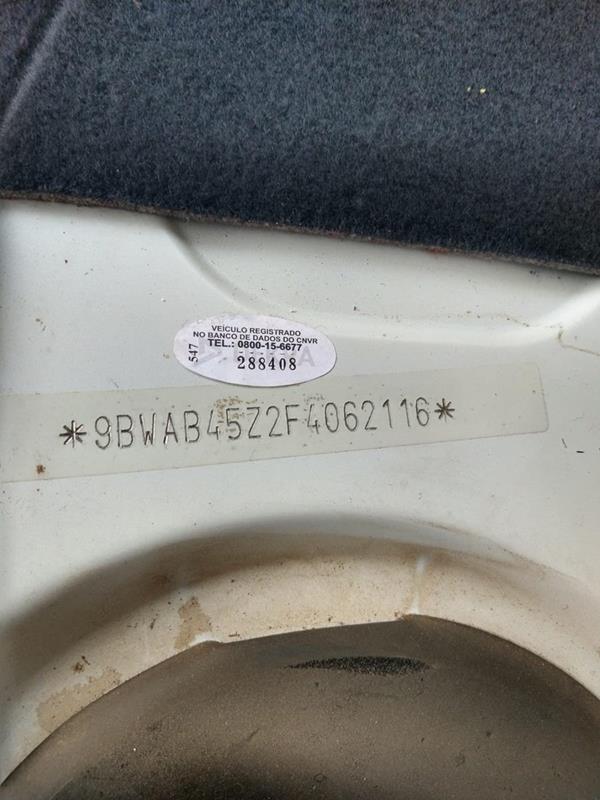 VEÍCULO REGISTRADO
NO BANCO DE DADOS DO CNVR
TEL.: 0800-15-6677
547
288408
*9BWAB45Z2F4062116*